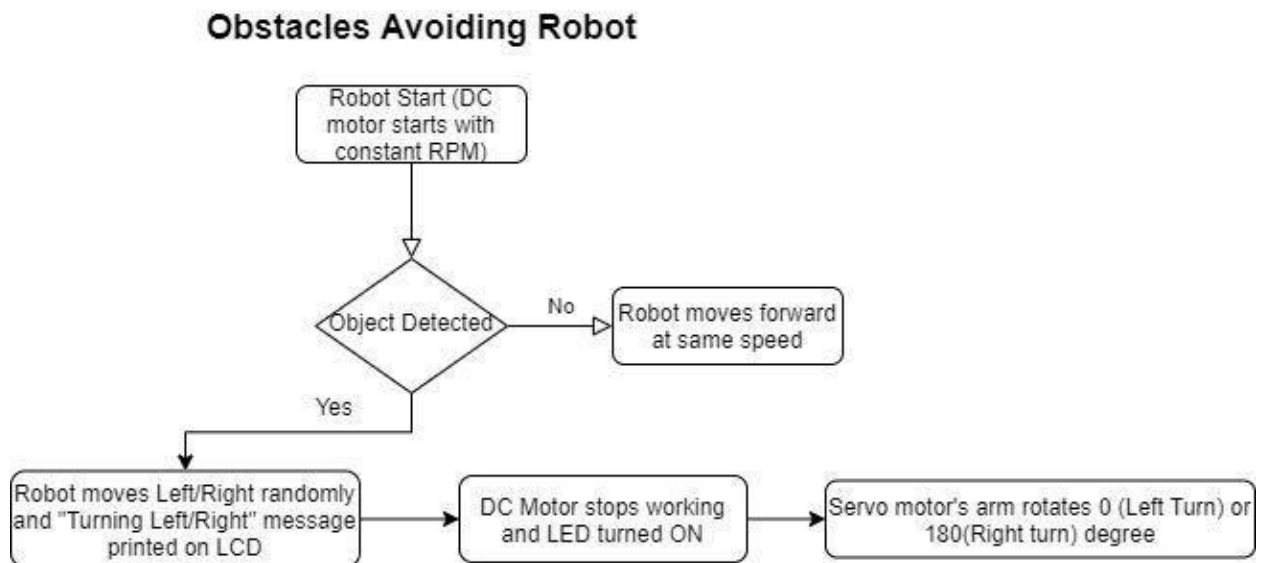 Obstacles Avoiding Robot
Robot Start (DC
motor starts with
constant RPM)
Object Detected
No
Robot moves forward
at same speed
Yes
Robot moves Left/Right randomly
and "Turning Left/Right" message
printed on LCD
DC Motor stops working
and LED turned ON
Servo motor's arm rotates 0 (Left Turn) or
180(Right turn) degree